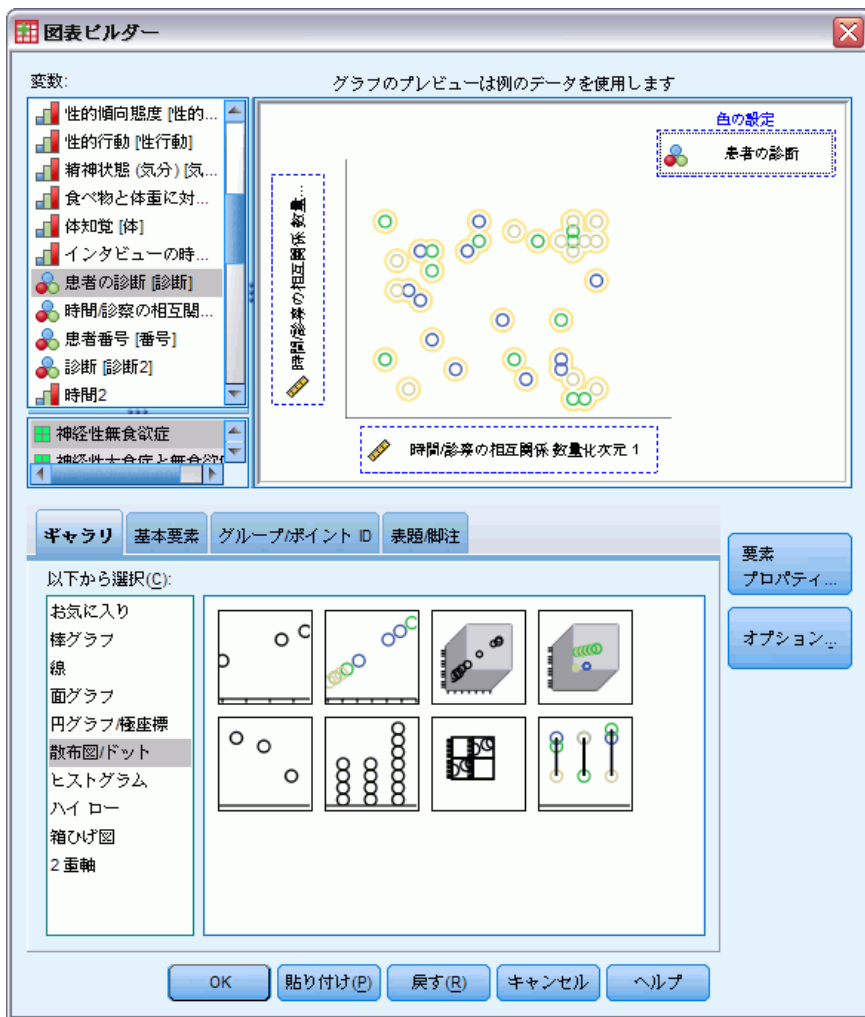 図表ビルダー
変数:
グラフのプレビューは例のデータを使用します
性的傾向態度 [性的...
性的行動 [性行動]
精神状態 (気分) [気...
食べ物と体重に対...
体知覚 [体]
インタビューの時...
患者の診断 [診断]
時間/診察の相互関...
患者番号 [番号]
診断 [診断2]
時間2
神経性無食欲症
神経性大食症と無食欲症
色の設定
患者の診断
時間/診察の相互関係 数量...
時間/診察の相互関係 数量化次元 1
ギャラリ
基本要素
グループ/ポイント ID
表題/脚注
以下から選択(C):
お気に入り
棒グラフ
線
面グラフ
円グラフ/極座標
散布図/ドット
ヒストグラム
ハイ ロー
箱ひげ図
2 重軸
要素
プロパティ...
オプション...
OK
貼り付け(P)
戻す(R)
キャンセル
ヘルプ